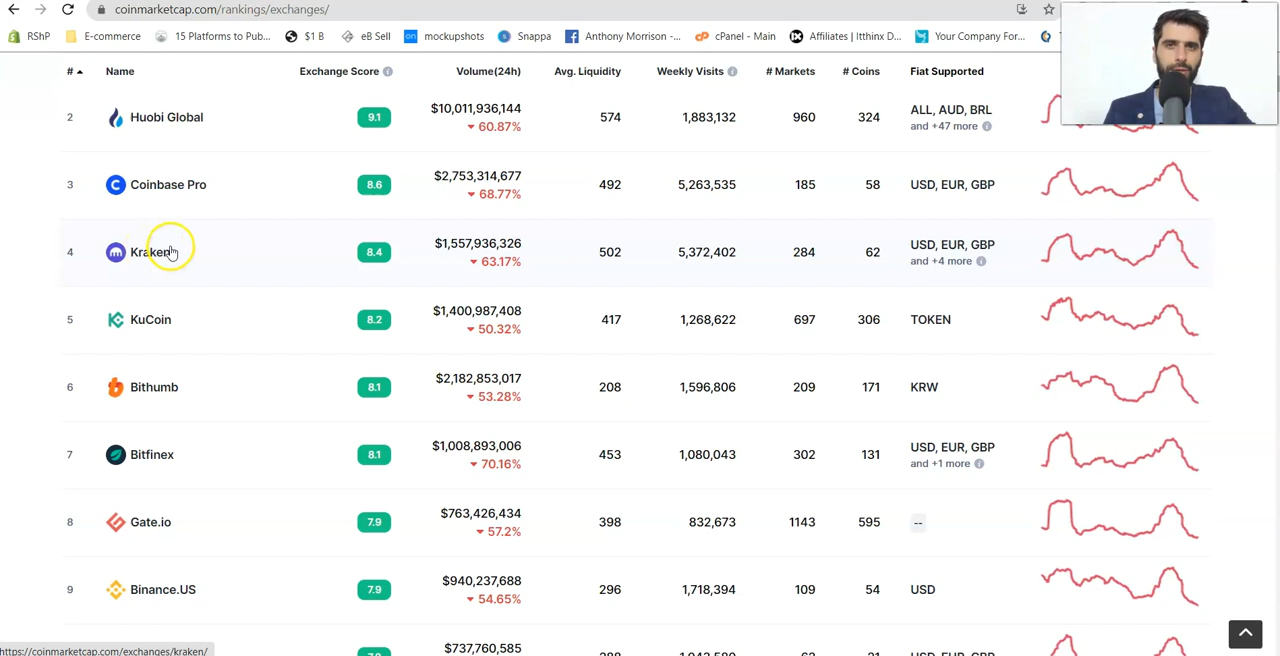 coinmarketcap.com/rankings/exchanges/
RShP E-commerce 15 Platforms to Pub... $1 B eB Sell mockupshots Snappa Anthony Morrison -... cPanel - Main Affiliates | Itthinx D... Your Company For...
# Name Exchange Score Volume(24h) Avg. Liquidity Weekly Visits # Markets # Coins Fiat Supported
2 Huobi Global 9.1 $10,011,936,144 574 1,883,132 960 324 ALL, AUD, BRL
60.87% and +47 more
3 Coinbase Pro 8.6 $2,753,314,677 492 5,263,535 185 58 USD, EUR, GBP
68.77%
4 Kraken 8.4 $1,557,936,326 502 5,372,402 284 62 USD, EUR, GBP
63.17% and +4 more
5 KuCoin 8.2 $1,400,987,408 417 1,268,622 697 306 TOKEN
50.32%
6 Bithumb 8.1 $2,182,853,017 208 1,596,806 209 171 KRW
53.28%
7 Bitfinex 8.1 $1,008,893,006 453 1,080,043 302 131 USD, EUR, GBP
70.16% and +1 more
8 Gate.io 7.9 $763,426,434 398 832,673 1143 595 --
57.2%
9 Binance.US 7.9 $940,237,688 296 1,718,394 109 54 USD
54.65%
$737,760,585
https://coinmarketcap.com/exchanges/kraken/